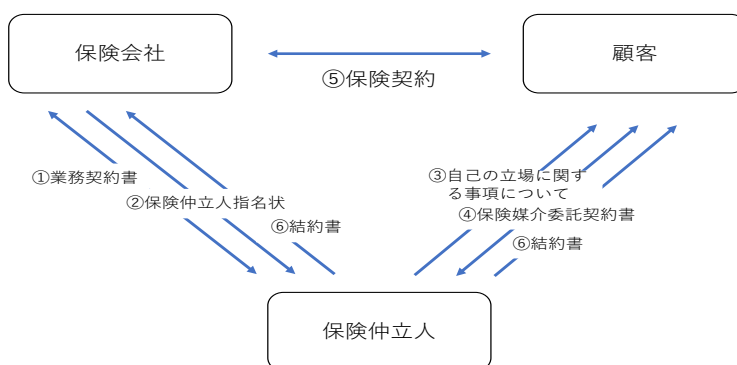 保険会社
顧客
⑤保険契約
①業務契約書
②保険仲立人指名状
⑥結約書
③自己の立場に関す
る事項について
④保険媒介委託契約書
⑥結約書
保険仲立人